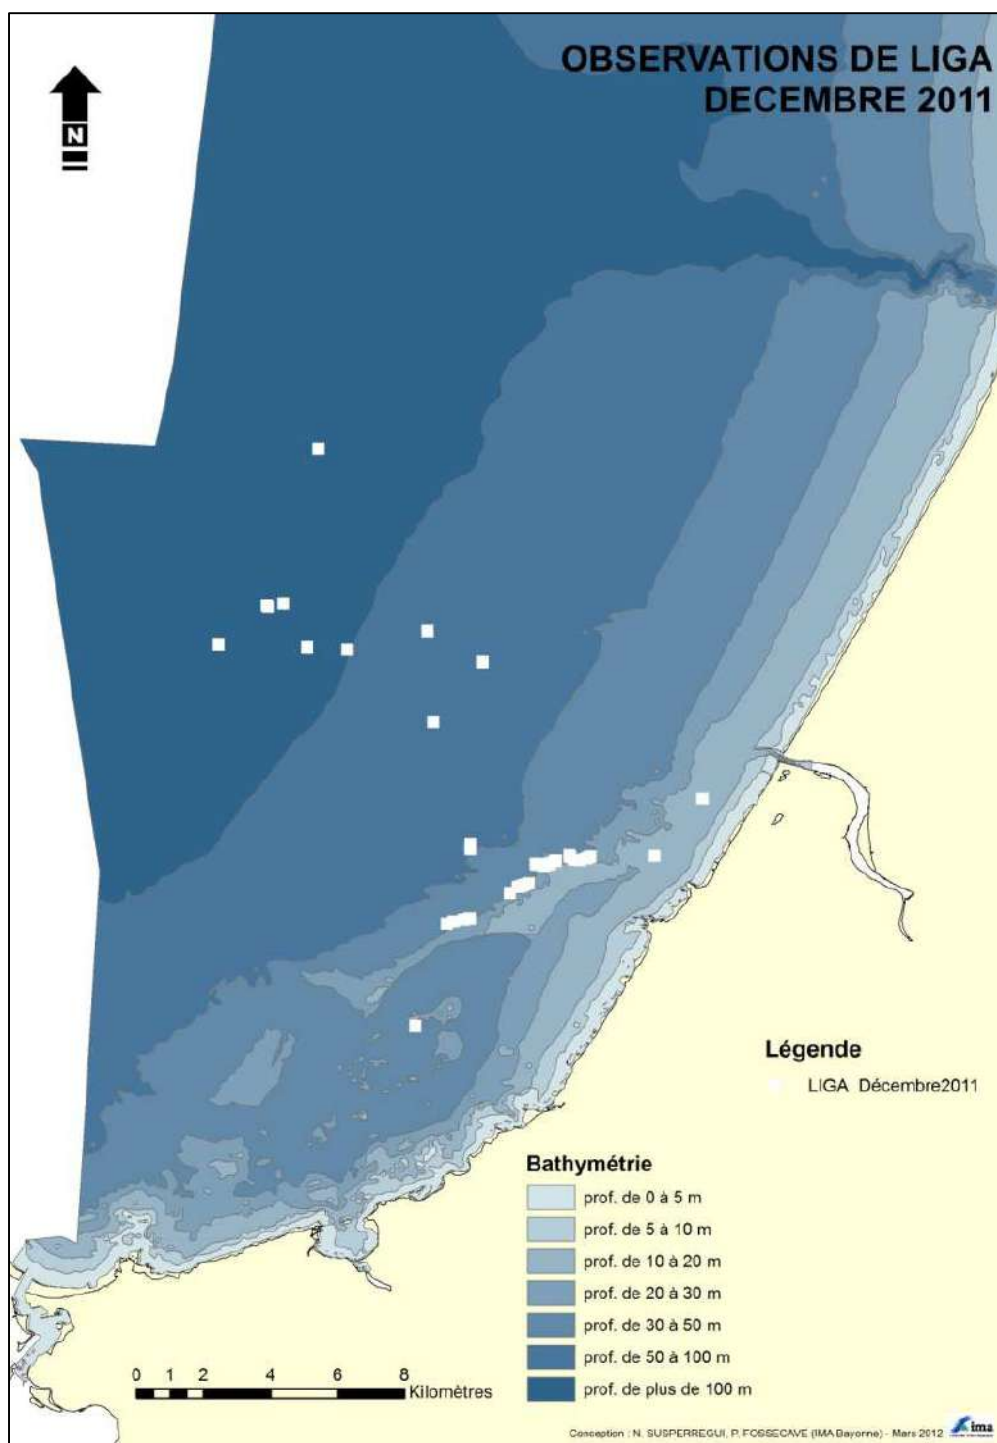 OBSERVATIONS DE LIGA
DECEMBRE 2011
N
Légende
LIGA Décembre2011
Bathymétrie
prof. de 0 à 5 m
prof. de 5 à 10 m
prof. de 10 à 20 m
prof. de 20 à 30 m
prof. de 30 à 50 m
prof. de 50 à 100 m
prof. de plus de 100 m
0 1 2 4 6 8
Kilomètres
Conception : N. SUSPERREGUI, P. FOSSECAVE (IMA Bayonne) - Mars 2012
ima